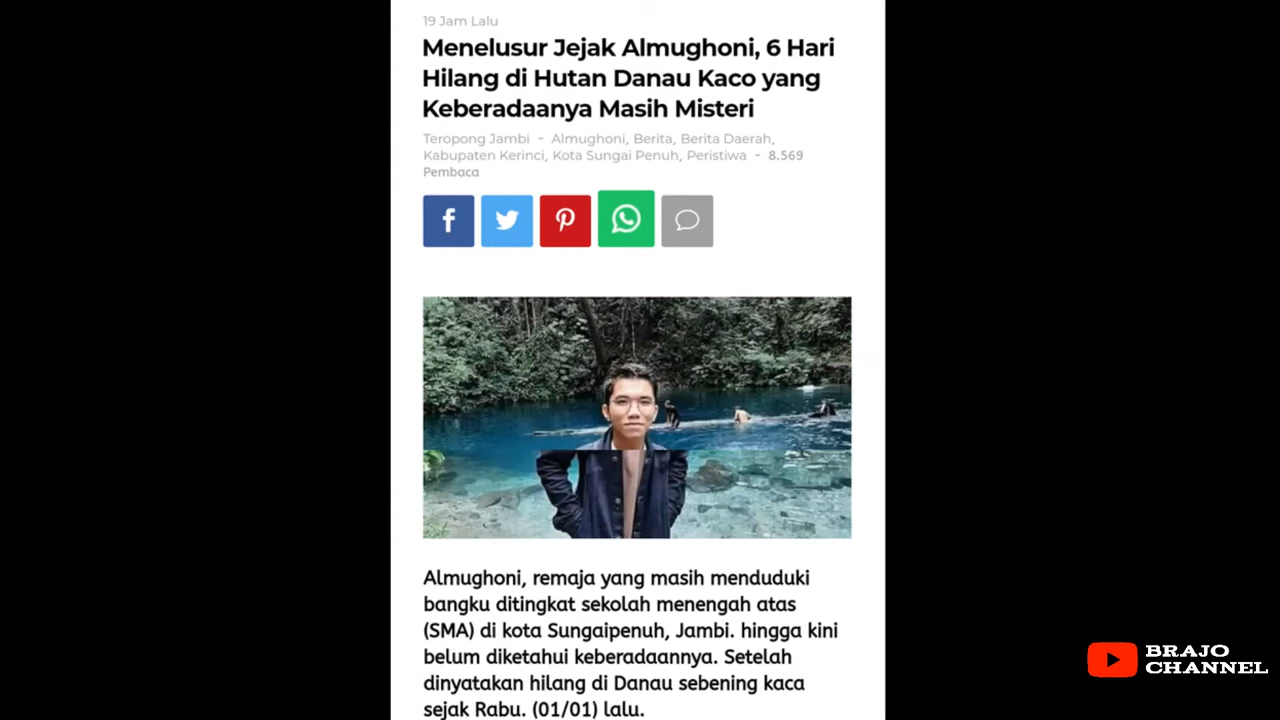 19 Jam Lalu
Menelusur Jejak Almughoni, 6 Hari
Hilang di Hutan Danau Kaco yang
Keberadaanya Masih Misteri
Teropong Jambi - Almughoni, Berita, Berita Daerah,
Kabupaten Kerinci, Kota Sungai Penuh, Peristiwa - 8.569
Pembaca
Almughoni, remaja yang masih menduduki
bangku ditingkat sekolah menengah atas
(SMA) di kota Sungaipenuh, Jambi. hingga kini
belum diketahui keberadaannya. Setelah
dinyatakan hilang di Danau sebening kaca
sejak Rabu. (01/01) lalu.
BRAJO
CHANNEL